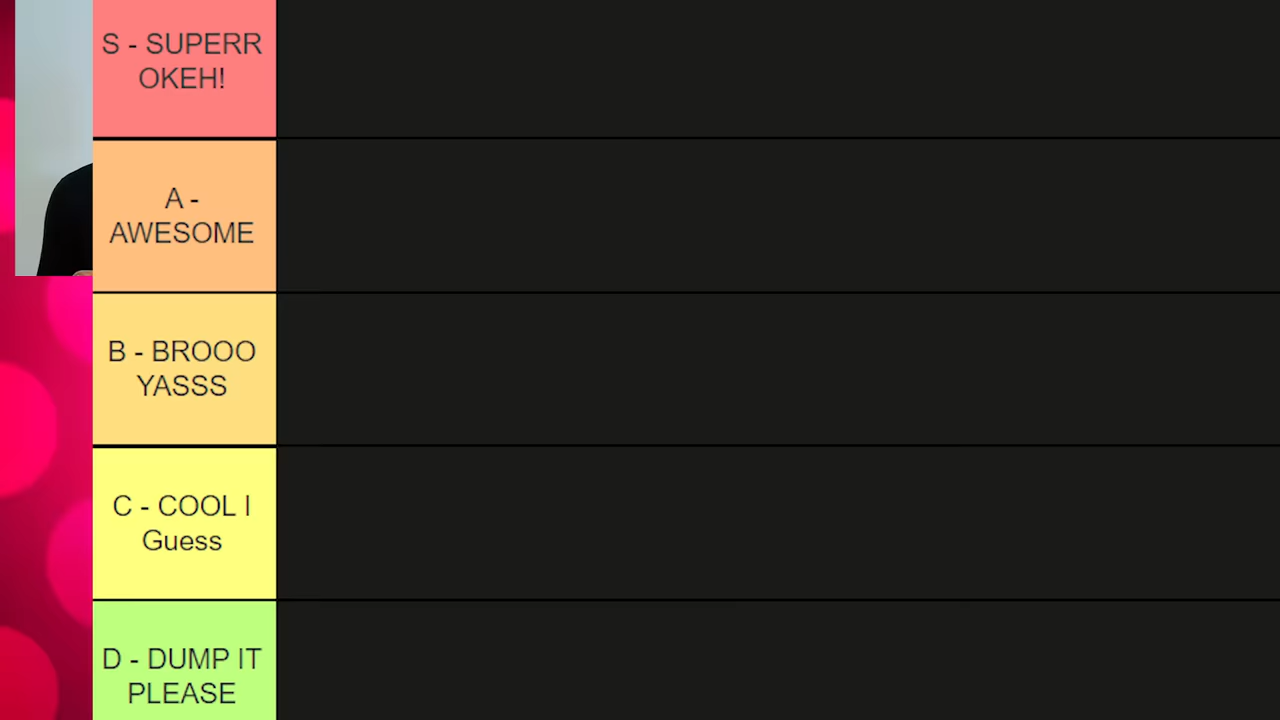 S - SUPERR
OKEH!
A -
AWESOME
B - BROOO
YASSS
C - COOL I
Guess
D - DUMP IT
PLEASE